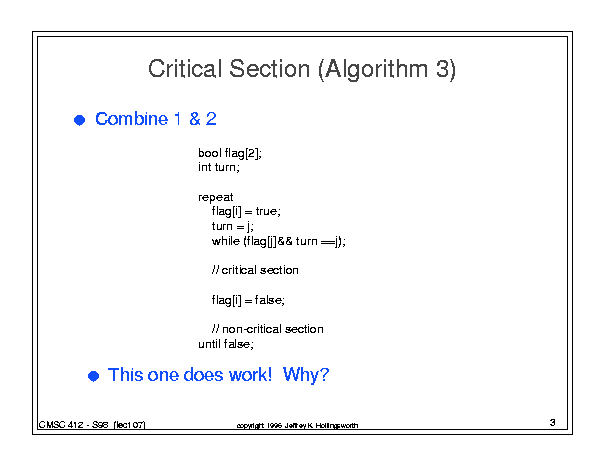 Critical Section (Algorithm 3)
Combine 1 & 2
bool flag[2];
int turn;
repeat
flag[i] = true;
turn = j;
while (flag[j]&& turn ==j);
// critical section
flag[i] = false;
// non-critical section
until false;
This one does work! Why?
CMSC 412 - S98 (lect 07)
copyright 1996 Jeffrey K. Hollingsworth
3